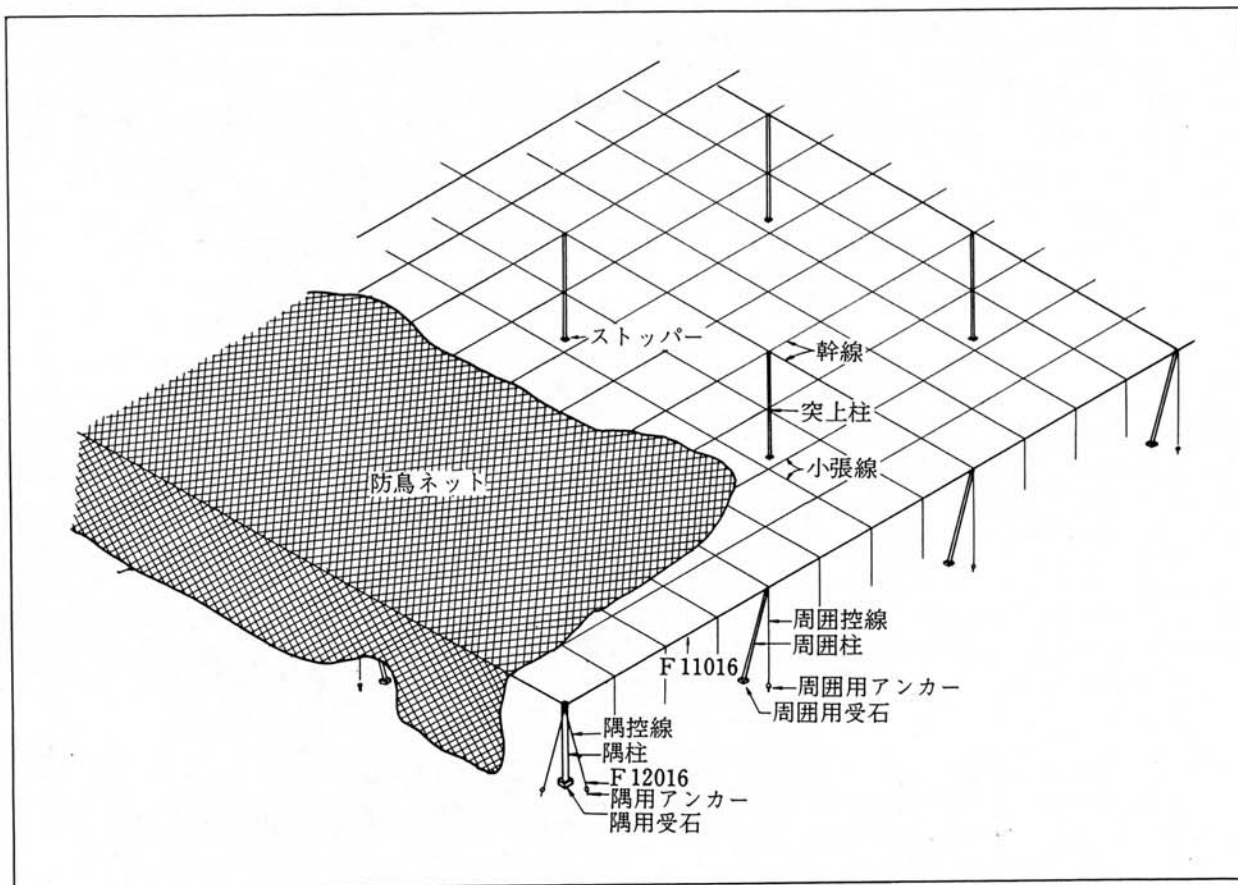 ストッパー
幹線
突上柱
小張線
防鳥ネット
周囲控線
周囲柱
F11016
周囲用アンカー
周囲用受石
隅控線
隅柱
F12016
隅用アンカー
隅用受石